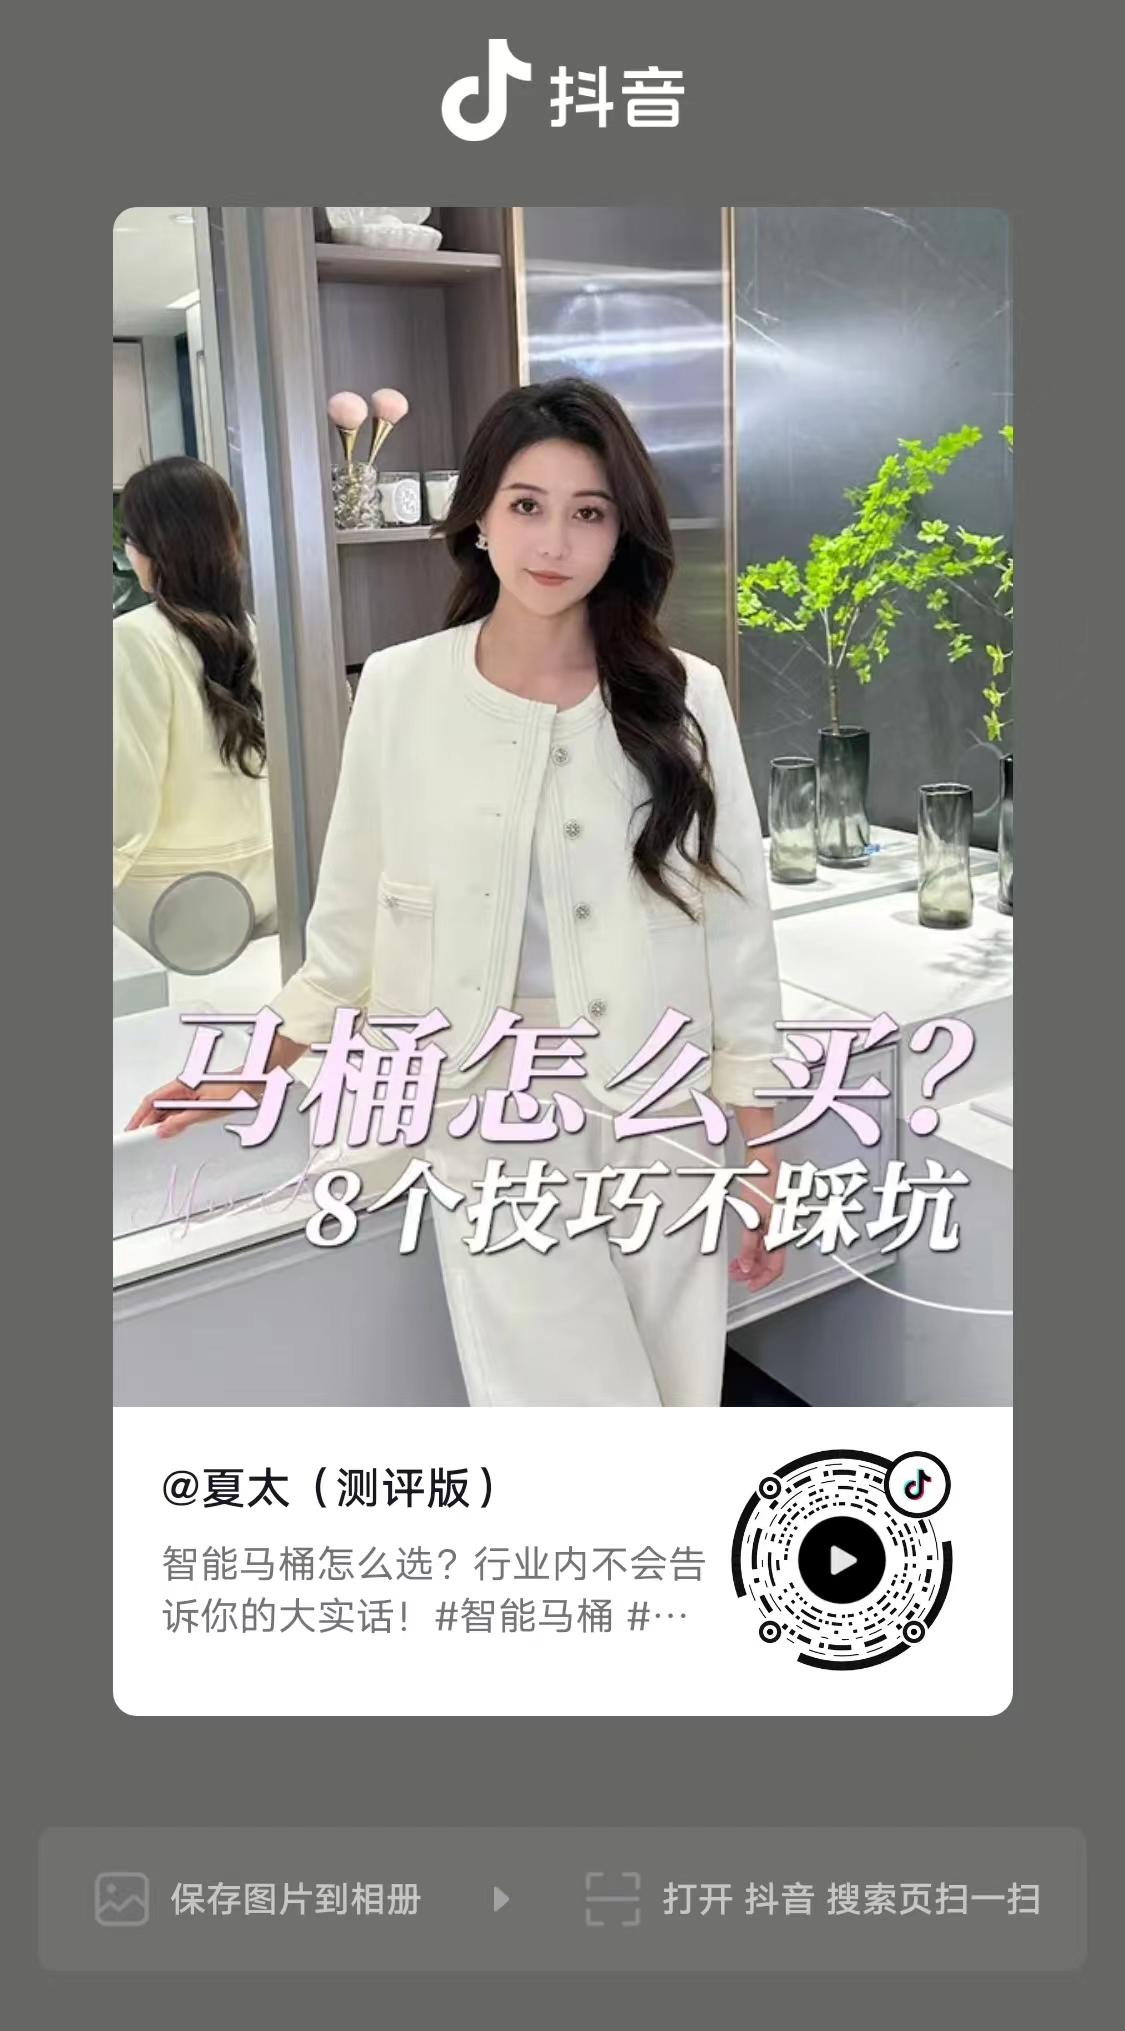 抖音
马桶怎么买？
8个技巧不踩坑
@夏太（测评版）
智能马桶怎么选？行业内不会告
诉你的大实话！#智能马桶 #…
保存图片到相册
打开 抖音 搜索页扫一扫